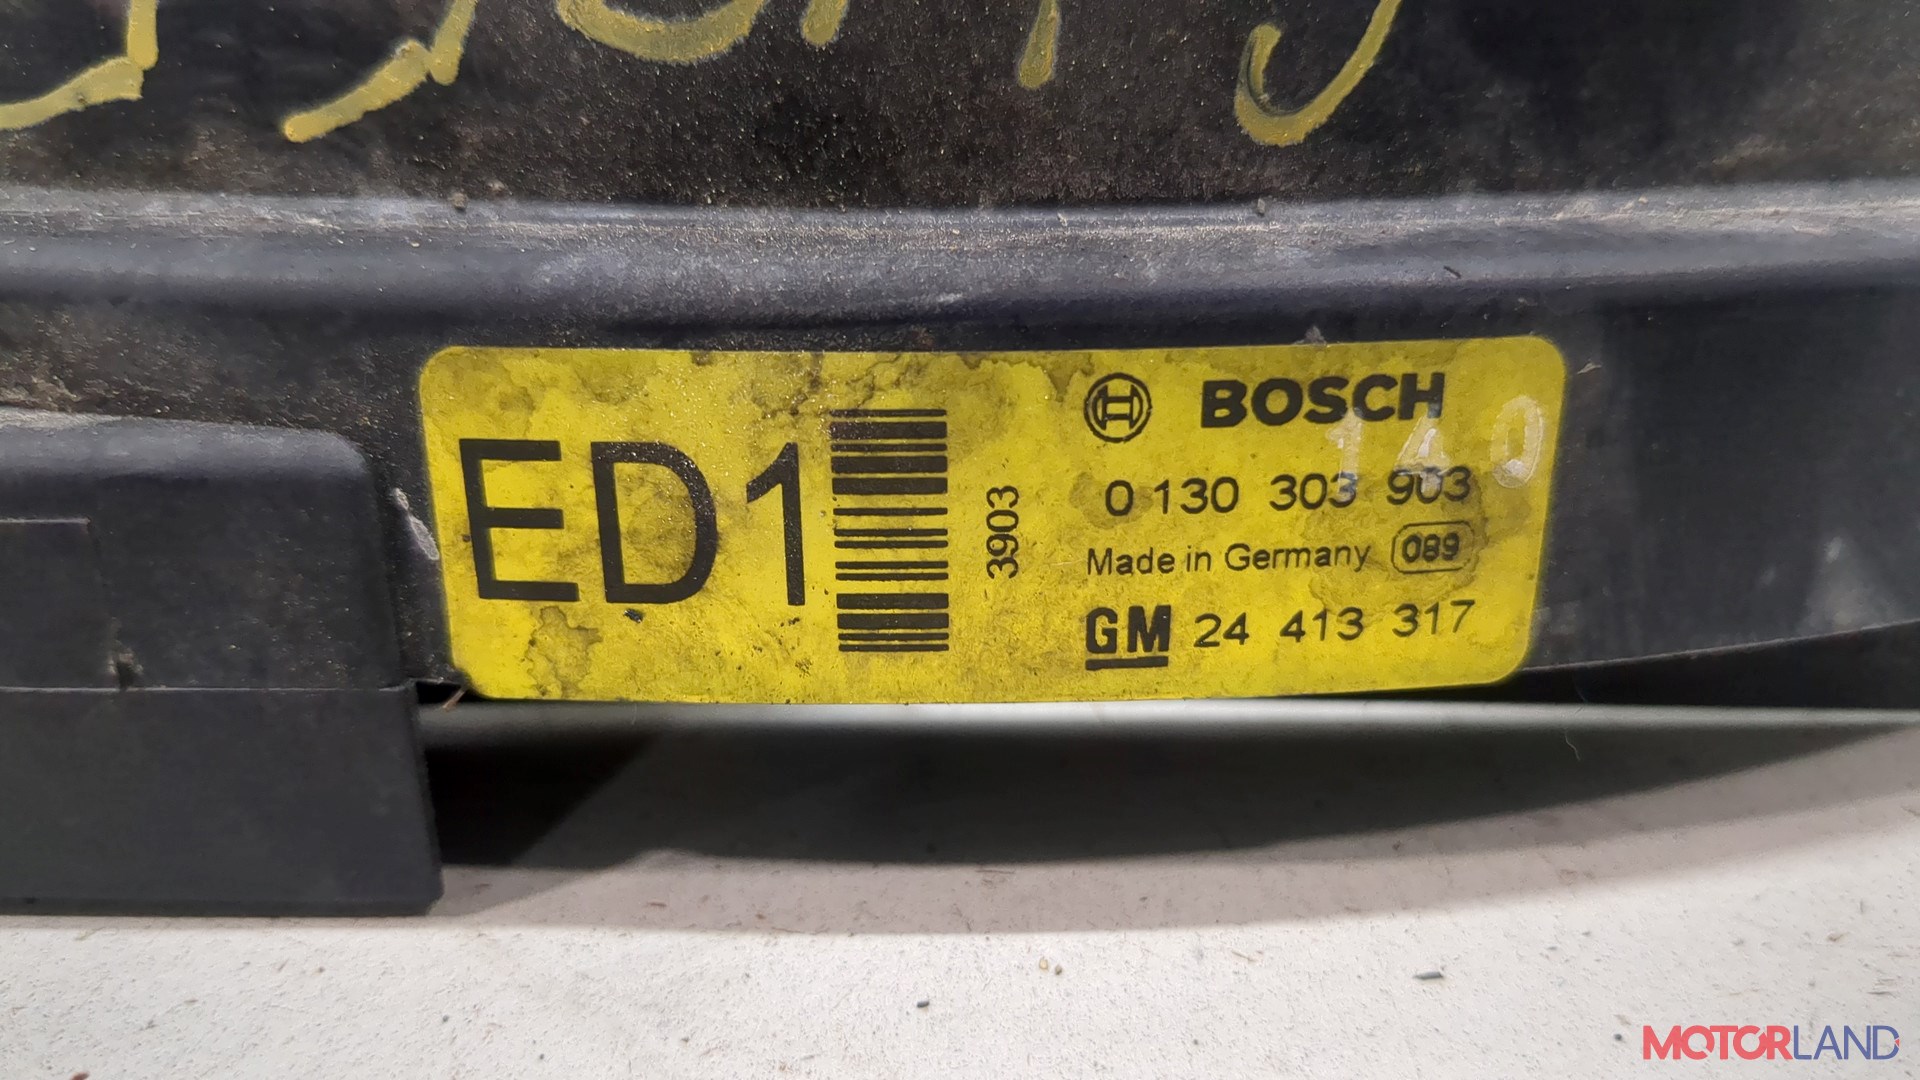 ED1
3903
BOSCH
140
0 130 303 903
Made in Germany 089
GM 24 413 317
MOTORLAND